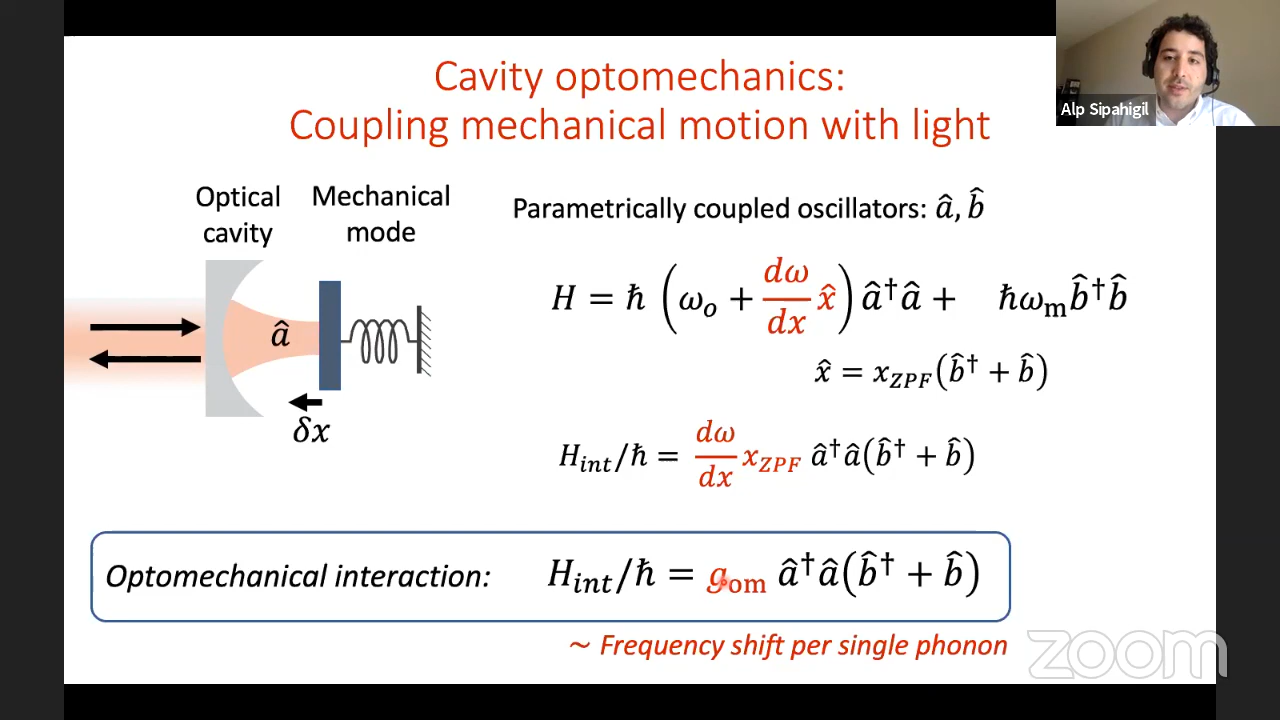 Cavity optomechanics:
Coupling mechanical motion with light
Alp Sipahigil
Optical cavity
Mechanical mode
â
δx
Parametrically coupled oscillators: â, b̂
H = ħ (ω_o + dω/dx x̂) â†â + ħω_m b̂†b̂
x̂ = x_ZPF(b̂† + b̂)
H_int/ħ = dω/dx x_ZPF â†â(b̂† + b̂)
Optomechanical interaction: H_int/ħ = g_om â†â(b̂† + b̂)
~ Frequency shift per single phonon
zoom